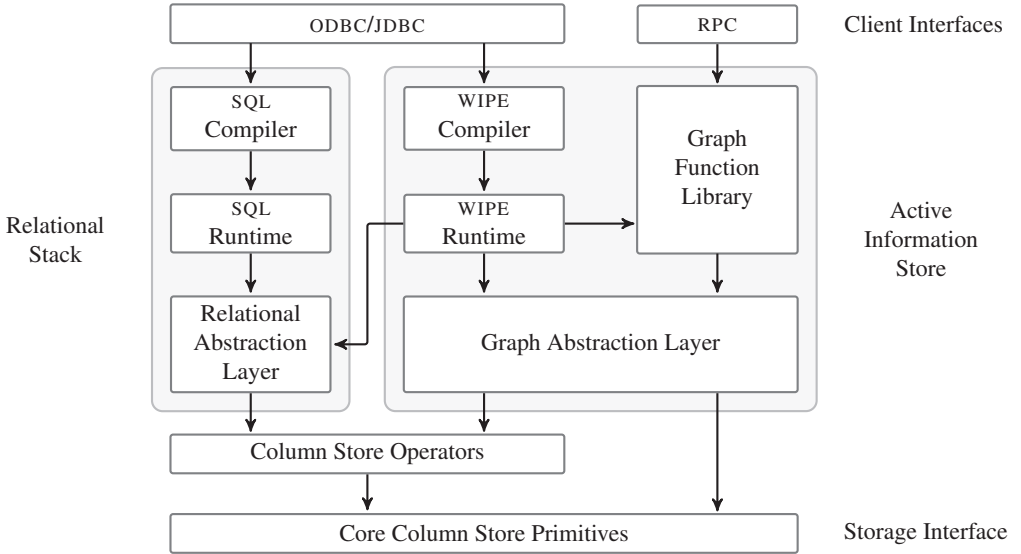 ODBC/JDBC
RPC
Client Interfaces
SQL
Compiler
WIPE
Compiler
Graph
Function
Library
SQL
Runtime
WIPE
Runtime
Relational
Stack
Active
Information
Store
Relational
Abstraction
Layer
Graph Abstraction Layer
Column Store Operators
Core Column Store Primitives
Storage Interface